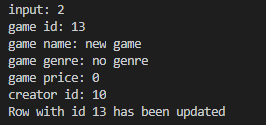 input: 2
game id: 13
game name: new game
game genre: no genre
game price: 0
creator id: 10
Row with id 13 has been updated